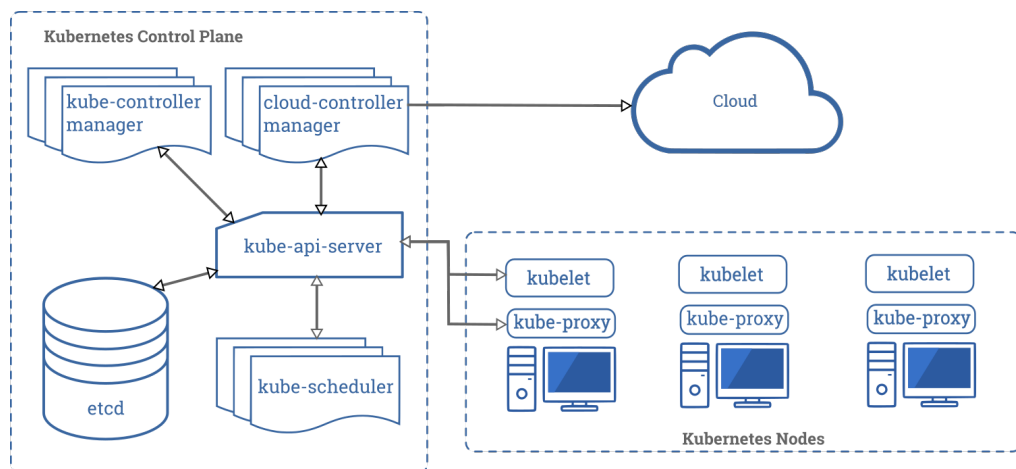 Kubernetes Control Plane
kube-controller
manager
cloud-controller
manager
Cloud
kube-api-server
kubelet
kubelet
kubelet
kube-proxy
kube-proxy
kube-proxy
etcd
kube-scheduler
Kubernetes Nodes